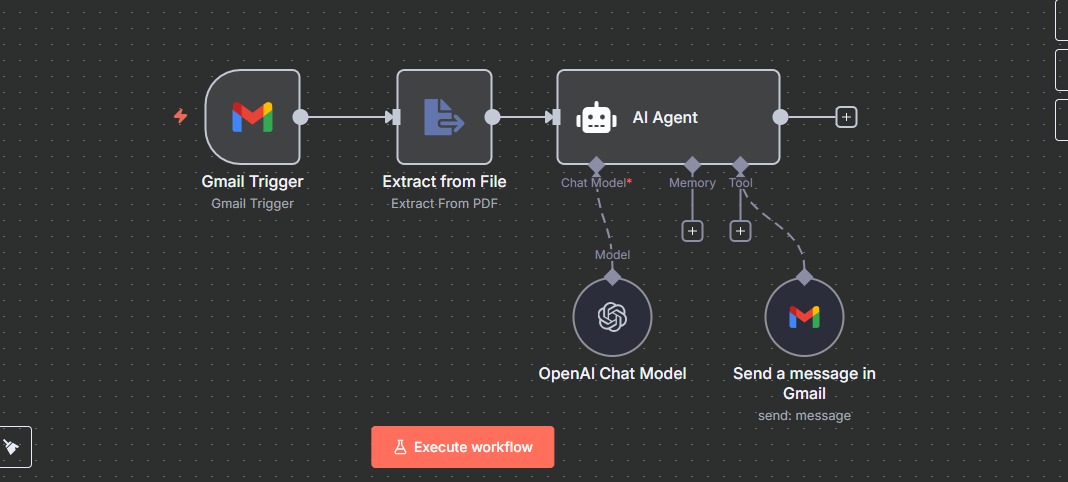 AI Agent
Gmail Trigger
Gmail Trigger
Extract from File
Extract From PDF
Chat Model*
Memory
Tool
Model
OpenAI Chat Model
Send a message in
Gmail
send: message
Execute workflow